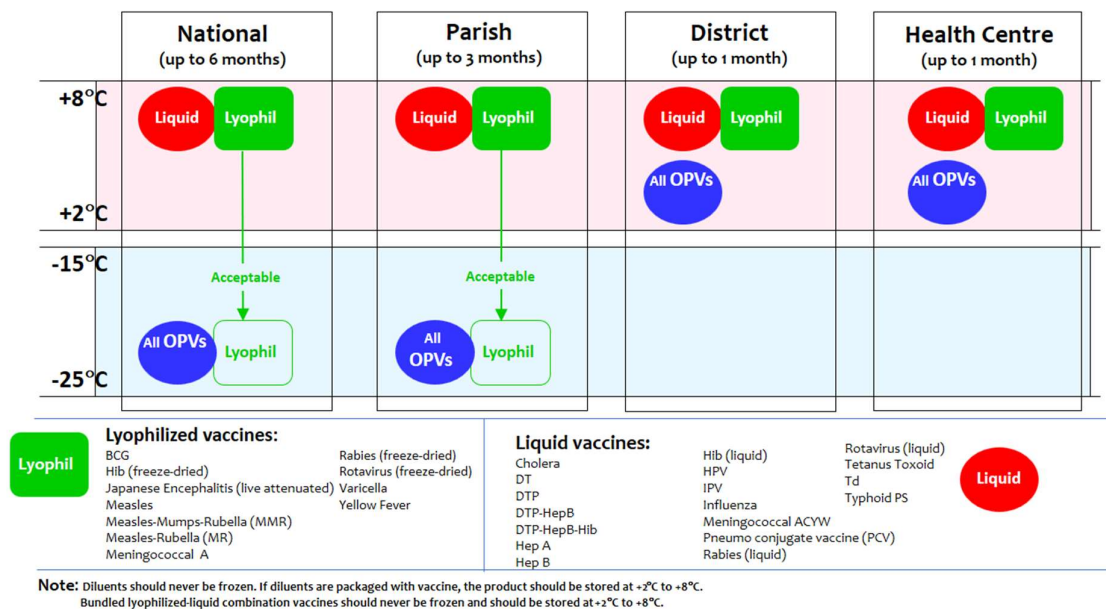 National
(up to 6 months)
Parish
(up to 3 months)
District
(up to 1 month)
Health Centre
(up to 1 month)
+8°C
Liquid
Lyophil
Liquid
Lyophil
Liquid
Lyophil
Liquid
Lyophil
All OPVs
All OPVs
+2°C
-15°C
Acceptable
Acceptable
All OPVs
Lyophil
All
OPVs
Lyophil
-25°C
Lyophil
Lyophilized vaccines:
BCG
Hib (freeze-dried)
Japanese Encephalitis (live attenuated)
Measles
Measles-Mumps-Rubella (MMR)
Measles-Rubella (MR)
Meningococcal A
Rabies (freeze-dried)
Rotavirus (freeze-dried)
Varicella
Yellow Fever
Liquid vaccines:
Cholera
DT
DTP
DTP-HepB
DTP-HepB-Hib
Hep A
Hep B
Hib (liquid)
HPV
IPV
Influenza
Meningococcal ACYW
Pneumo conjugate vaccine (PCV)
Rabies (liquid)
Rotavirus (liquid)
Tetanus Toxoid
Td
Typhoid PS
Liquid
Note: Diluents should never be frozen. If diluents are packaged with vaccine, the product should be stored at +2°C to +8°C.
Bundled lyophilized-liquid combination vaccines should never be frozen and should be stored at +2°C to +8°C.